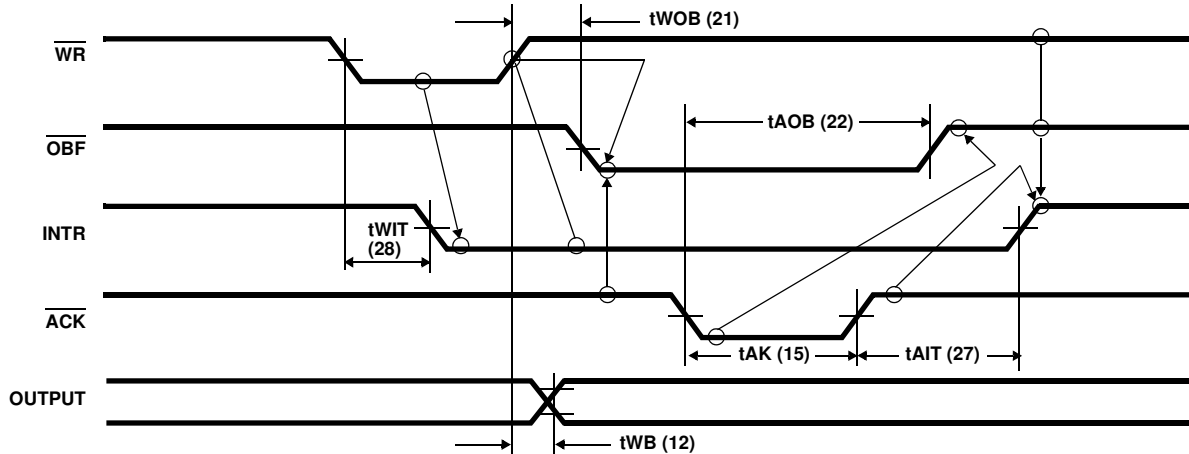 tWOB (21)
WR
tAOB (22)
OBF
INTR
tWIT
(28)
ACK
tAK (15)
tAIT (27)
OUTPUT
tWB (12)